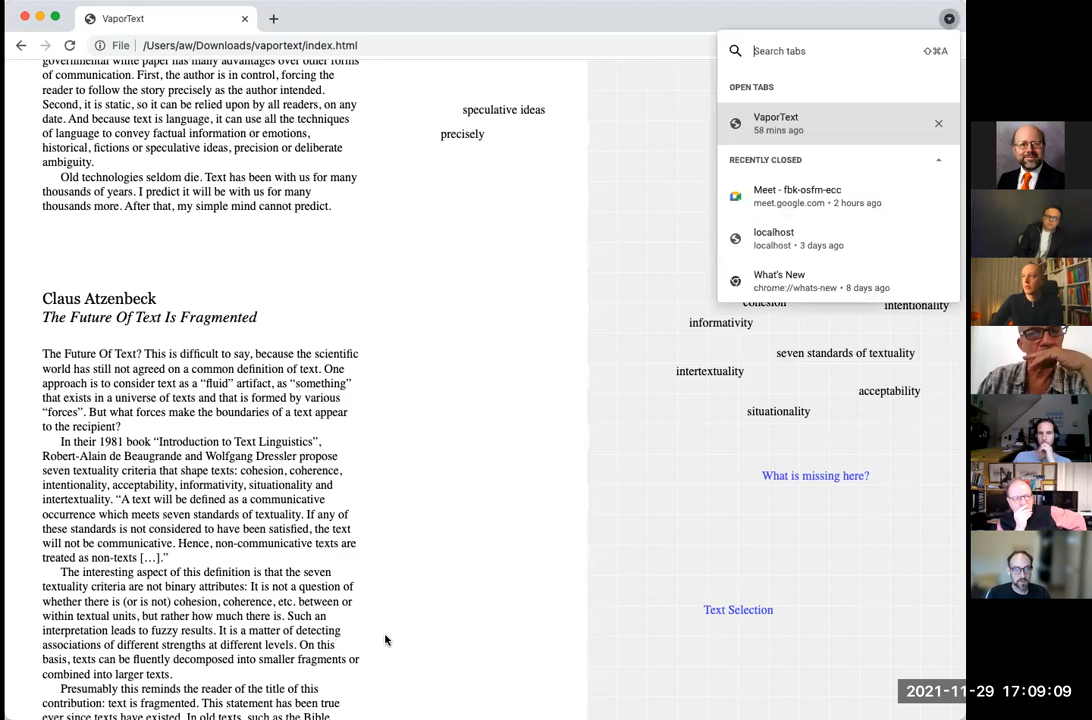 VaporText
File
/Users/aw/Downloads/vaportext/index.html
governmental white paper has many advantages over other forms
of communication. First, the author is in control, forcing the
reader to follow the story precisely as the author intended.
Second, it is static, so it can be relied upon by all readers, on any
date. And because text is language, it can use all the techniques
of language to convey factual information or emotions,
historical, fictions or speculative ideas, precision or deliberate
ambiguity.
Old technologies seldom die. Text has been with us for many
thousands of years. I predict it will be with us for many
thousands more. After that, my simple mind cannot predict.
Claus Atzenbeck
The Future Of Text Is Fragmented
The Future Of Text? This is difficult to say, because the scientific
world has still not agreed on a common definition of text. One
approach is to consider text as a “fluid” artifact, as “something”
that exists in a universe of texts and that is formed by various
“forces”. But what forces make the boundaries of a text appear
to the recipient?
In their 1981 book “Introduction to Text Linguistics”,
Robert-Alain de Beaugrande and Wolfgang Dressler propose
seven textuality criteria that shape texts: cohesion, coherence,
intentionality, acceptability, informativity, situationality and
intertextuality. “A text will be defined as a communicative
occurrence which meets seven standards of textuality. If any of
these standards is not considered to have been satisfied, the text
will not be communicative. Hence, non-communicative texts are
treated as non-texts […].”
The interesting aspect of this definition is that the seven
textuality criteria are not binary attributes: It is not a question of
whether there is (or is not) cohesion, coherence, etc. between or
within textual units, but rather how much there is. Such an
interpretation leads to fuzzy results. It is a matter of detecting
associations of different strengths at different levels. On this
basis, texts can be fluently decomposed into smaller fragments or
combined into larger texts.
Presumably this reminds the reader of the title of this
contribution: text is fragmented. This statement has been true
ever since texts have existed. In old texts, such as the Bible
speculative ideas
precisely
Search tabs
⇧⌘A
OPEN TABS
VaporText
58 mins ago
RECENTLY CLOSED
Meet - fbk-osfm-ecc
meet.google.com • 2 hours ago
localhost
localhost • 3 days ago
What's New
chrome://whats-new • 8 days ago
cohesion
intentionality
informativity
seven standards of textuality
intertextuality
acceptability
situationality
What is missing here?
Text Selection
2021-11-29 17:09:09